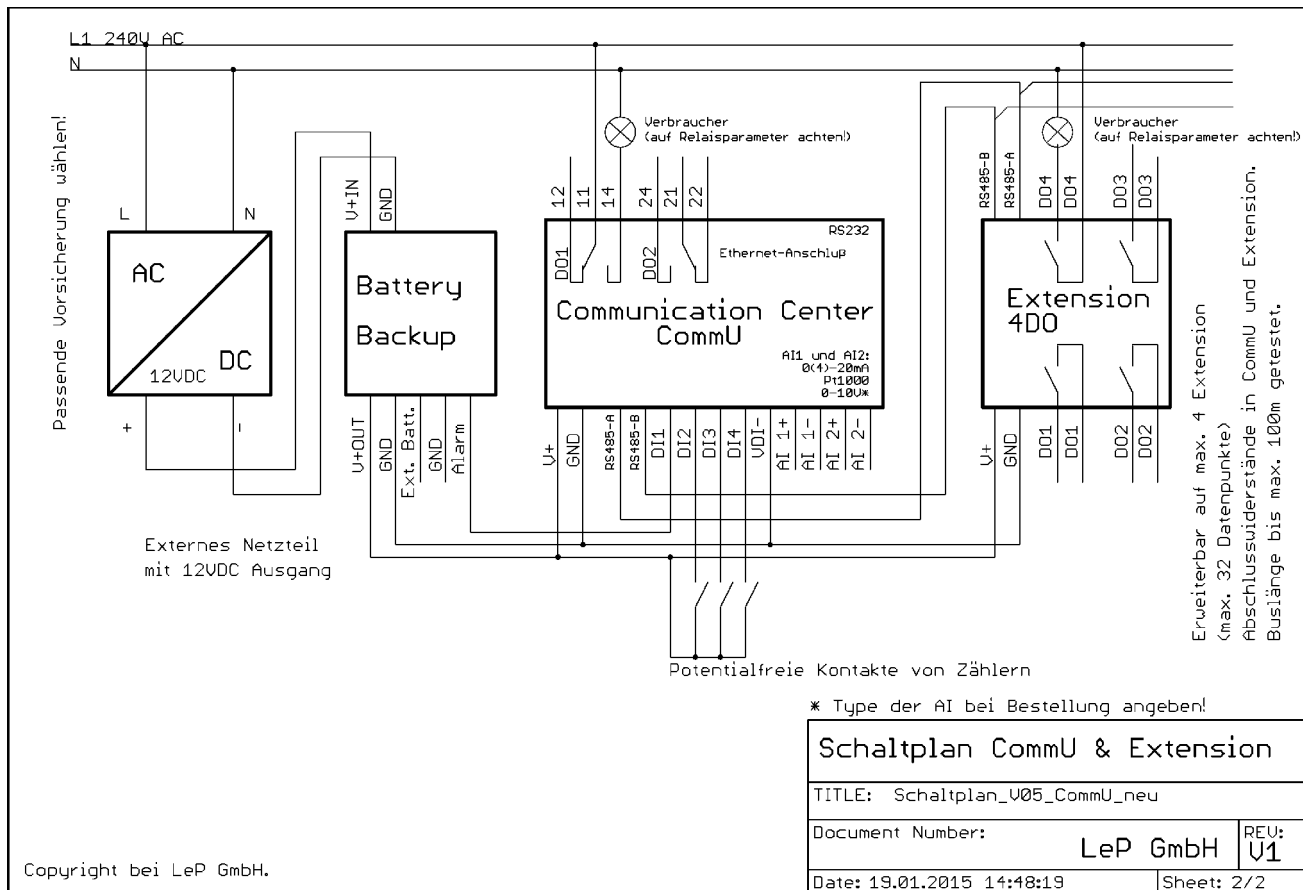 L1 240V AC
N
Passende Vorsicherung wählen!
L
N
AC
DC
12VDC
+
-
Externes Netzteil
mit 12VDC Ausgang
V+IN
GND
Battery
Backup
V+OUT
GND
Ext. Batt.
GND
Alarm
Verbraucher
(auf Relaisparameter achten!)
12
11
14
24
21
22
DO1
DO2
RS232
Ethernet-Anschluß
Communication Center
CommU
AI1 und AI2:
0(4)-20mA
Pt1000
0-10V*
V+
GND
RS485-A
RS485-B
DI1
DI2
DI3
DI4
VDI-
AI 1+
AI 1-
AI 2+
AI 2-
Potentialfreie Kontakte von Zählern
Verbraucher
(auf Relaisparameter achten!)
RS485-B
RS485-A
DO4
DO4
DO3
DO3
Extension
4DO
V+
GND
DO1
DO1
DO2
DO2
Erweiterbar auf max. 4 Extension
(max. 32 Datenpunkte)
Abschlusswiderstände in CommU und Extension.
Buslänge bis max. 100m getestet.
* Type der AI bei Bestellung angeben!
Schaltplan CommU & Extension
TITLE: Schaltplan_V05_CommU_neu
Document Number:
LeP GmbH
REV:
V1
Date: 19.01.2015 14:48:19
Sheet: 2/2
Copyright bei LeP GmbH.